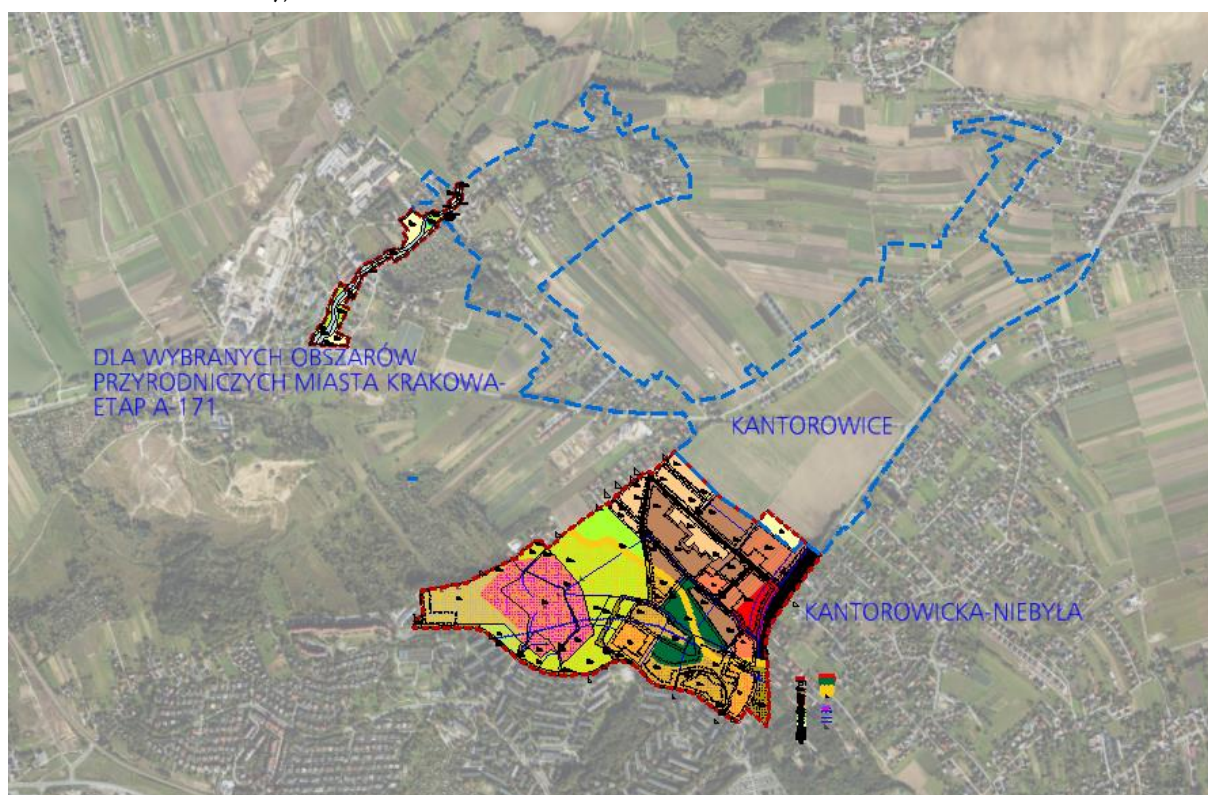 DLA WYBRANYCH OBSZARÓW
PRZYRODNICZYCH MIASTA KRAKOWA-
ETAP A-171
KANTOROWICE
KANTOROWICKA-NIEBYŁA